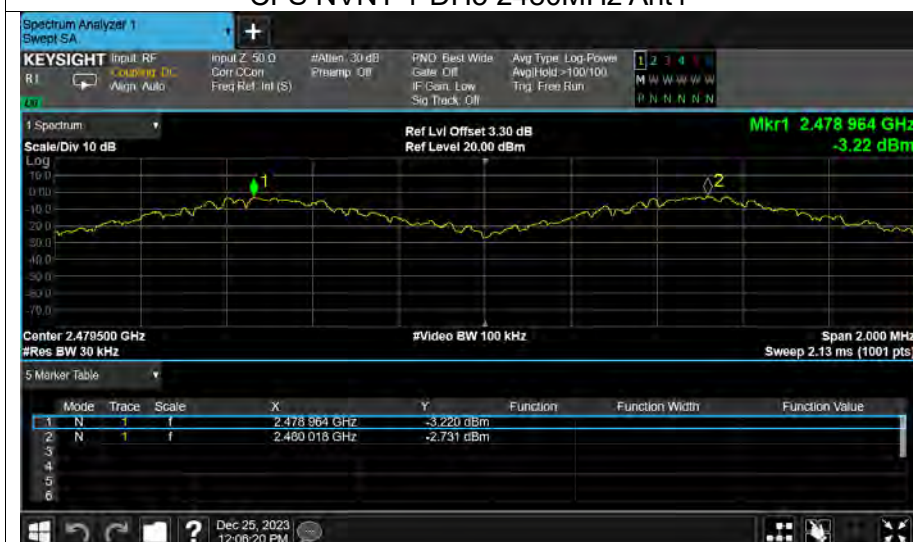 Spectrum Analyzer 1
Swept SA
+
KEYSIGHT Input: RF
R1
Coupling: DC
Align: Auto
Input Z: 50 Ω
Corr CCorr
Freq Ref: Int (S)
#Atten: 30 dB
Preamp: Off
PNO: Best Wide
Gate: Off
IF Gain: Low
Sig Track: Off
Avg Type: Log-Power
Avg|Hold >100/100
Trig: Free Run
1 2 3 4
M W W W W W
P N N N N N
1 Spectrum
Scale/Div 10 dB
Ref Lvl Offset 3.30 dB
Ref Level 20.00 dBm
Mkr1 2.478 964 GHz
-3.22 dBm
Log
10.0
0.00
-10.0
-20.0
-30.0
-40.0
-50.0
-60.0
-70.0
1
2
Center 2.479500 GHz
#Res BW 30 kHz
#Video BW 100 kHz
Span 2.000 MHz
Sweep 2.13 ms (1001 pts)
5 Marker Table
Mode Trace Scale X Y Function Function Width Function Value
1 N 1 f 2.478 964 GHz -3.220 dBm
2 N 1 f 2.480 018 GHz -2.731 dBm
3
4
5
6
?
Dec 25, 2023
12:06:20 PM